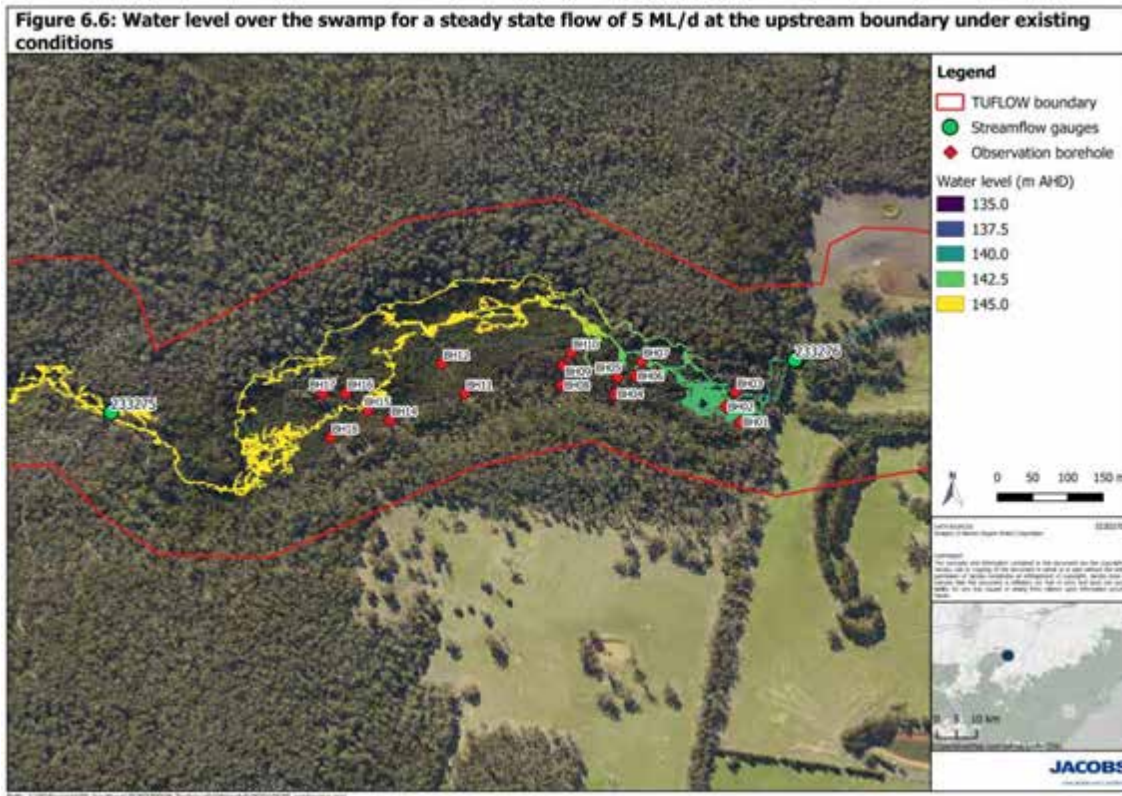 Figure 6.6: Water level over the swamp for a steady state flow of 5 ML/d at the upstream boundary under existing
conditions
Legend
TUFLOW boundary
Streamflow gauges
Observation borehole
Water level (m AHD)
135.0
137.5
140.0
142.5
145.0
BH10
BH07
BH12
BH09
BH05
BH06
233276
BH17
BH16
BH11
BH08
BH04
BH03
233275
BH15
BH14
BH02
BH01
BH18
N
0 50 100 150 m
10 km
JACOBS